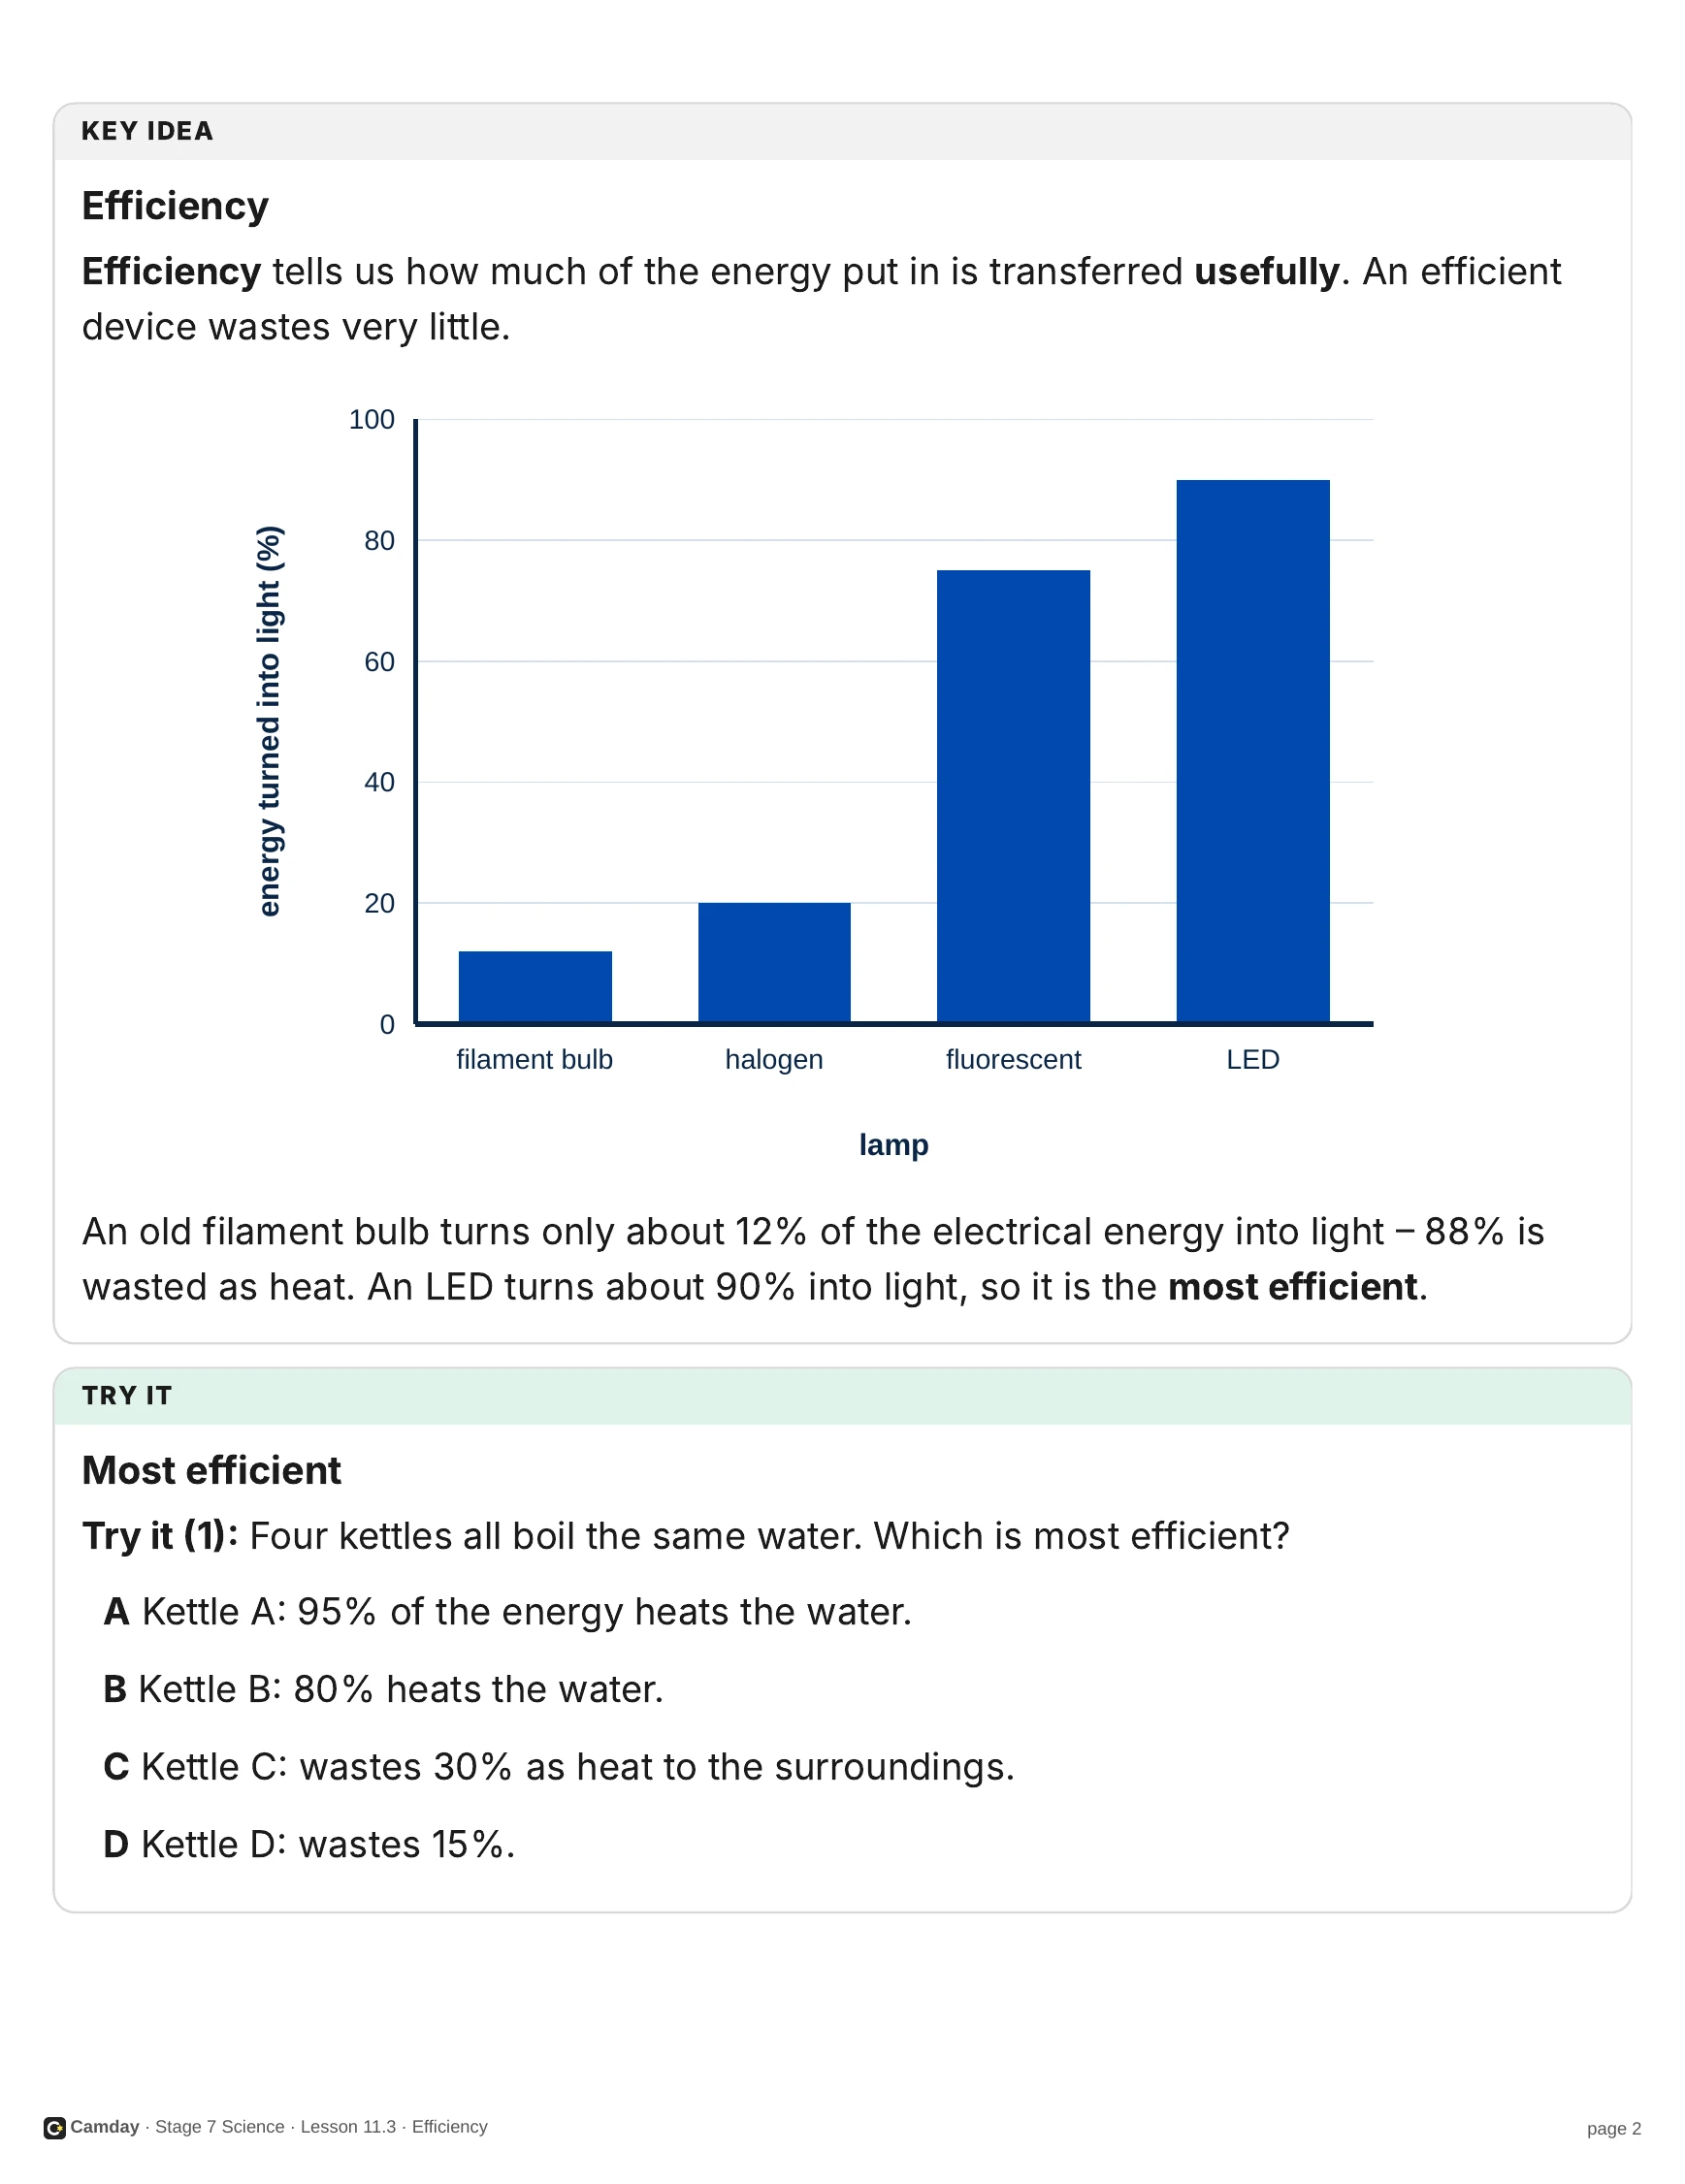 KEY IDEA
Efficiency
Efficiency tells us how much of the energy put in is transferred usefully. An efficient
device wastes very little.
100
80
60
40
20
0
energy turned into light (%)
filament bulb
halogen
fluorescent
LED
lamp
An old filament bulb turns only about 12% of the electrical energy into light – 88% is
wasted as heat. An LED turns about 90% into light, so it is the most efficient.
TRY IT
Most efficient
Try it (1): Four kettles all boil the same water. Which is most efficient?
A Kettle A: 95% of the energy heats the water.
B Kettle B: 80% heats the water.
C Kettle C: wastes 30% as heat to the surroundings.
D Kettle D: wastes 15%.
Camday · Stage 7 Science · Lesson 11.3 · Efficiency
page 2